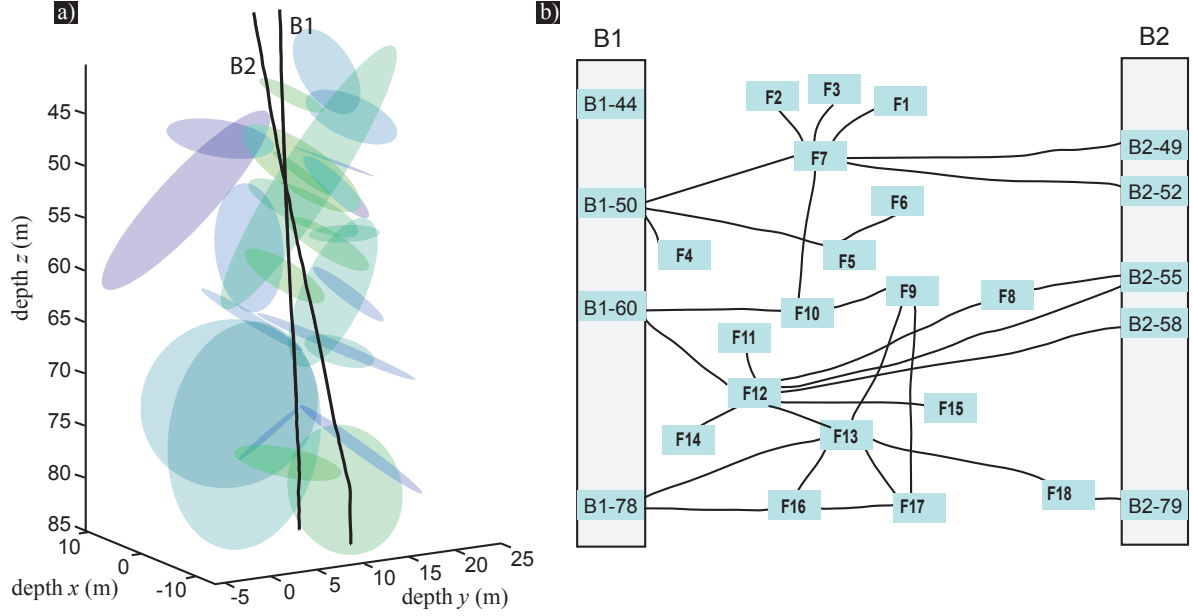 a)
B1
B2
45
50
55
60
65
70
75
80
85
depth z (m)
10
0
-10
depth x (m)
-5
0
5
10
15
20
25
depth y (m)
b)
B1
B2
B1-44
B1-50
B1-60
B1-78
F2
F3
F1
F7
F6
F4
F5
F9
F8
F10
F11
F12
F15
F14
F13
F16
F17
F18
B2-49
B2-52
B2-55
B2-58
B2-79